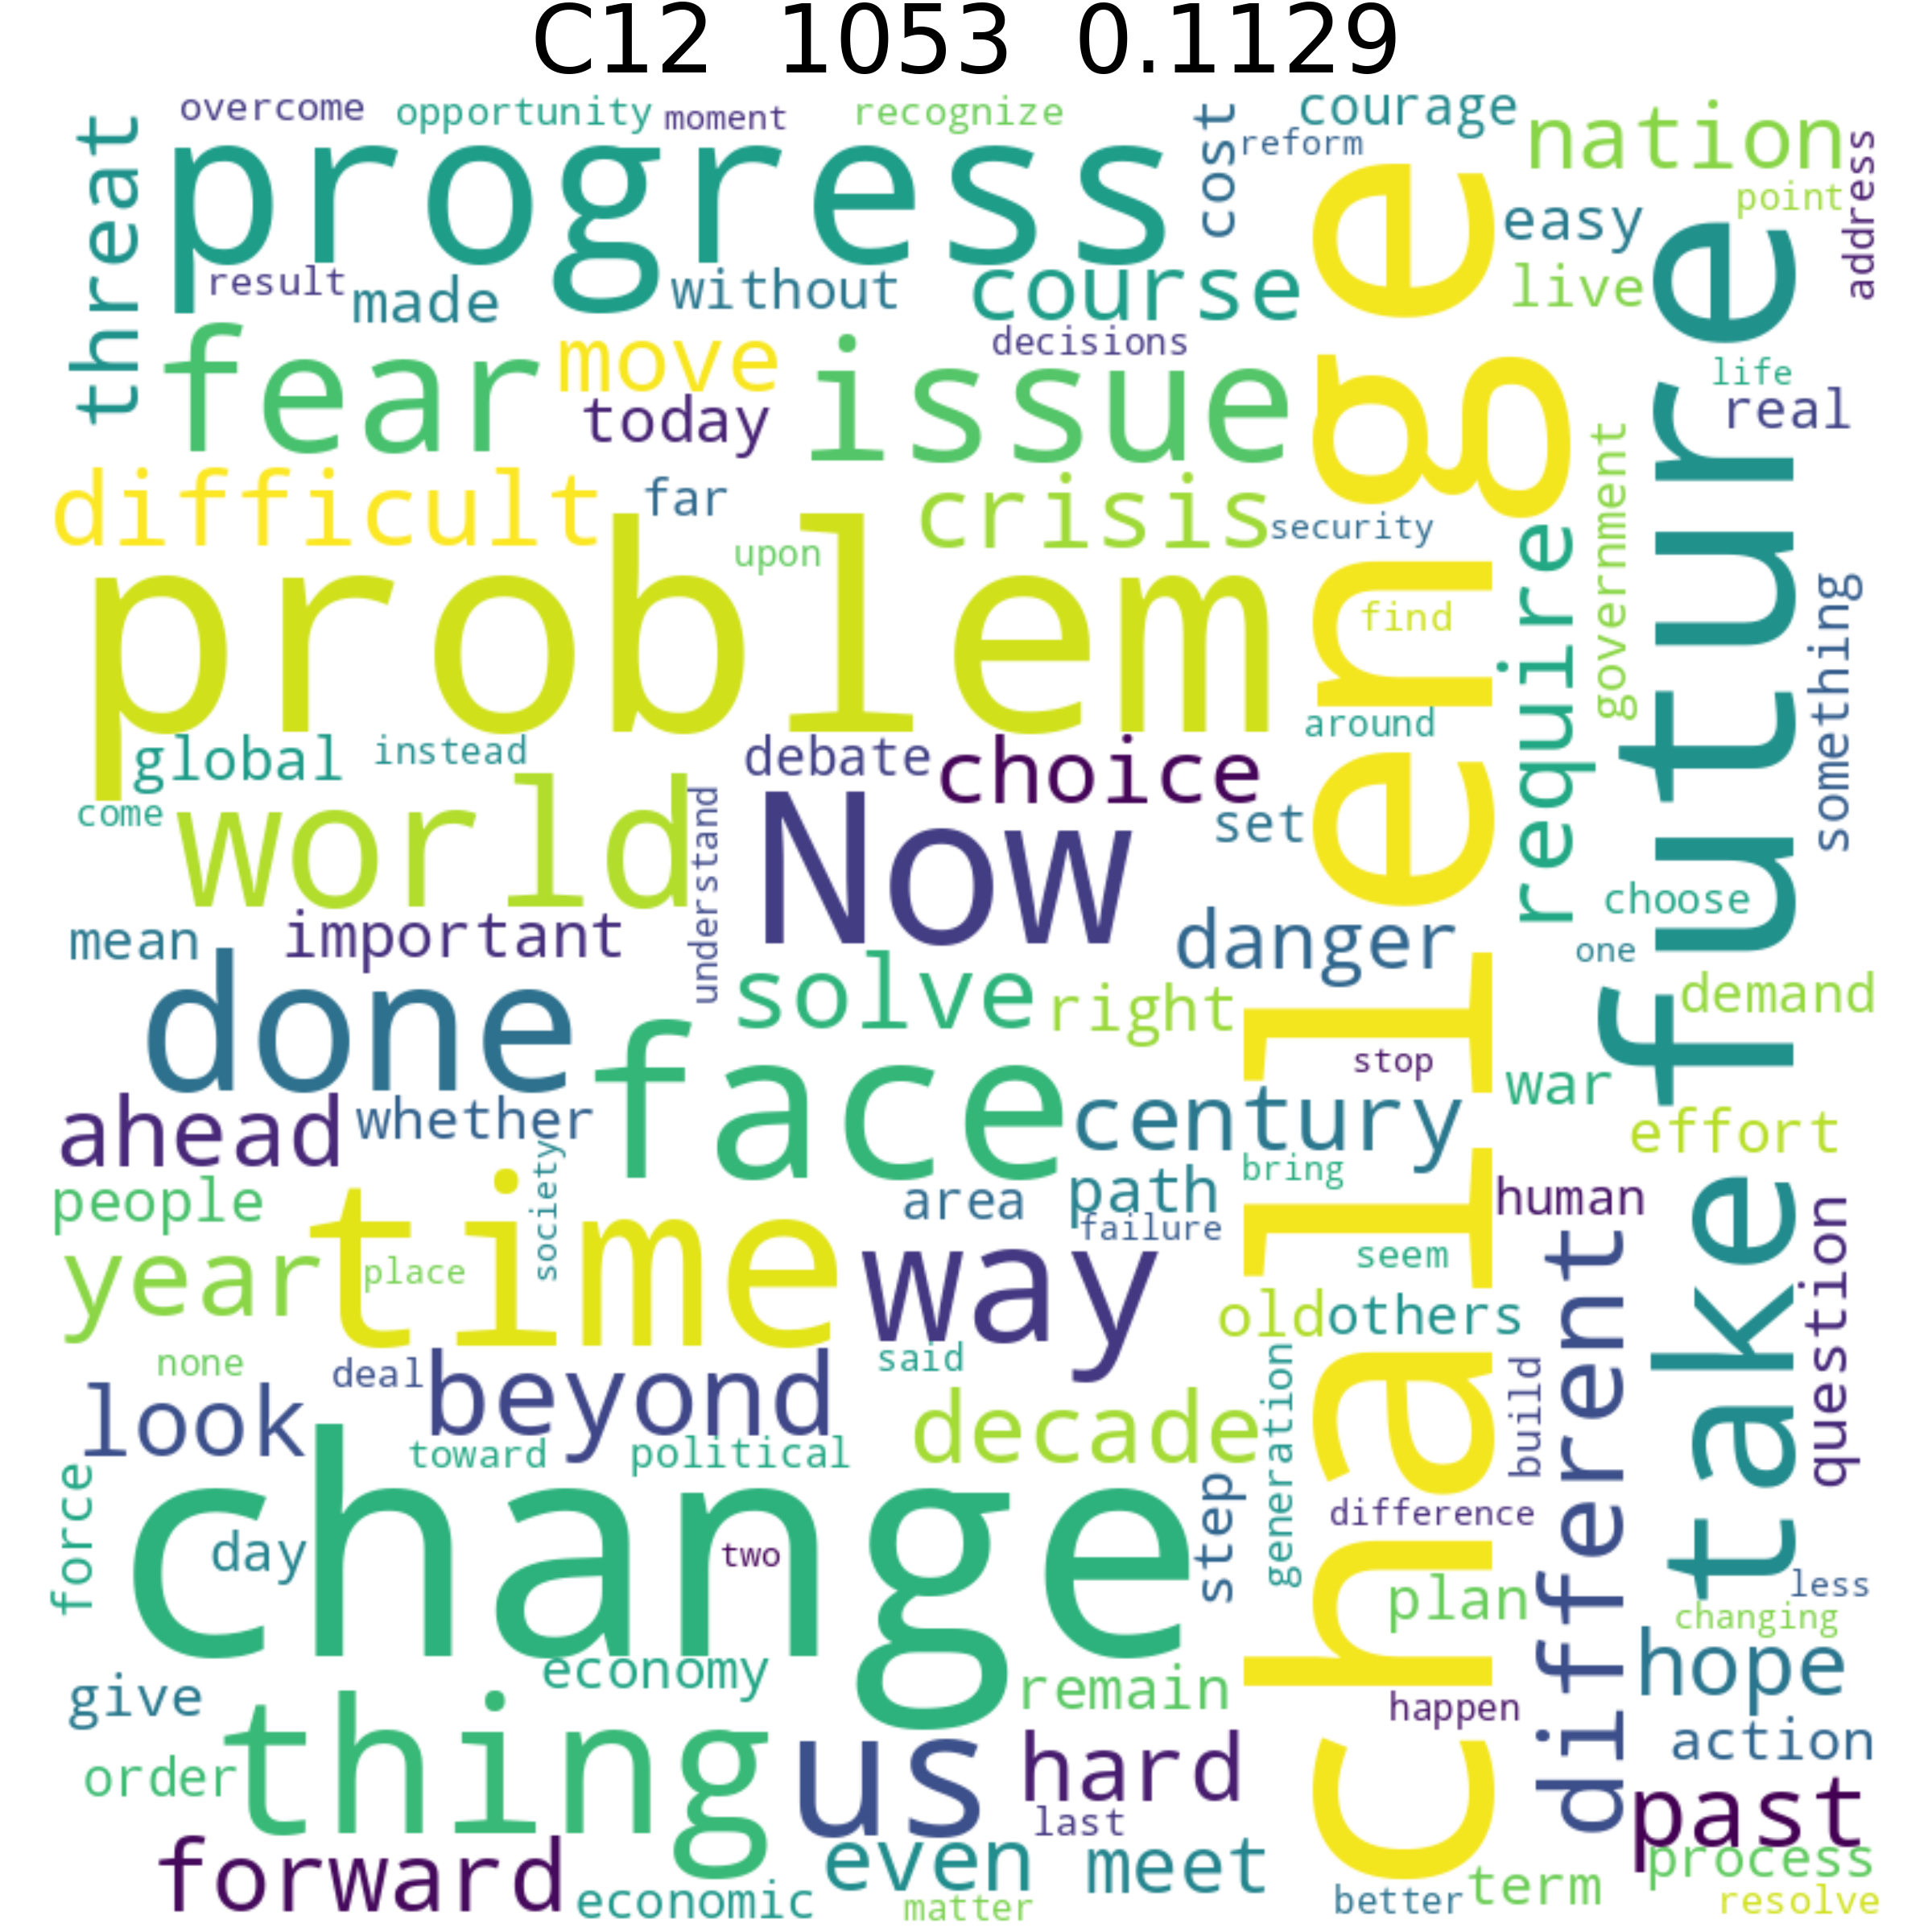 C12 1053 0.1129
overcome
opportunity
moment
recognize
cost
courage
reform
nation
address
threat
progress
easy
point
result
made
without
course
live
future
fear
move
issue
decisions
today
life
real
difficult
far
crisis
security
government
upon
problem
challenge
find
require
something
global
instead
debate
choice
around
come
world
understand
Now
set
choose
mean
important
danger
one
done
solve
right
demand
face
stop
war
ahead
whether
century
effort
society
people
area
path
bring
human
failure
year
time
place
way
seem
take
question
old
others
none
deal
beyond
said
look
decade
generation
build
different
toward
political
force
change
step
difference
day
two
plan
less
changing
economy
remain
hope
give
happen
thing
us
hard
action
order
last
past
forward
even
meet
process
economic
matter
better
term
resolve